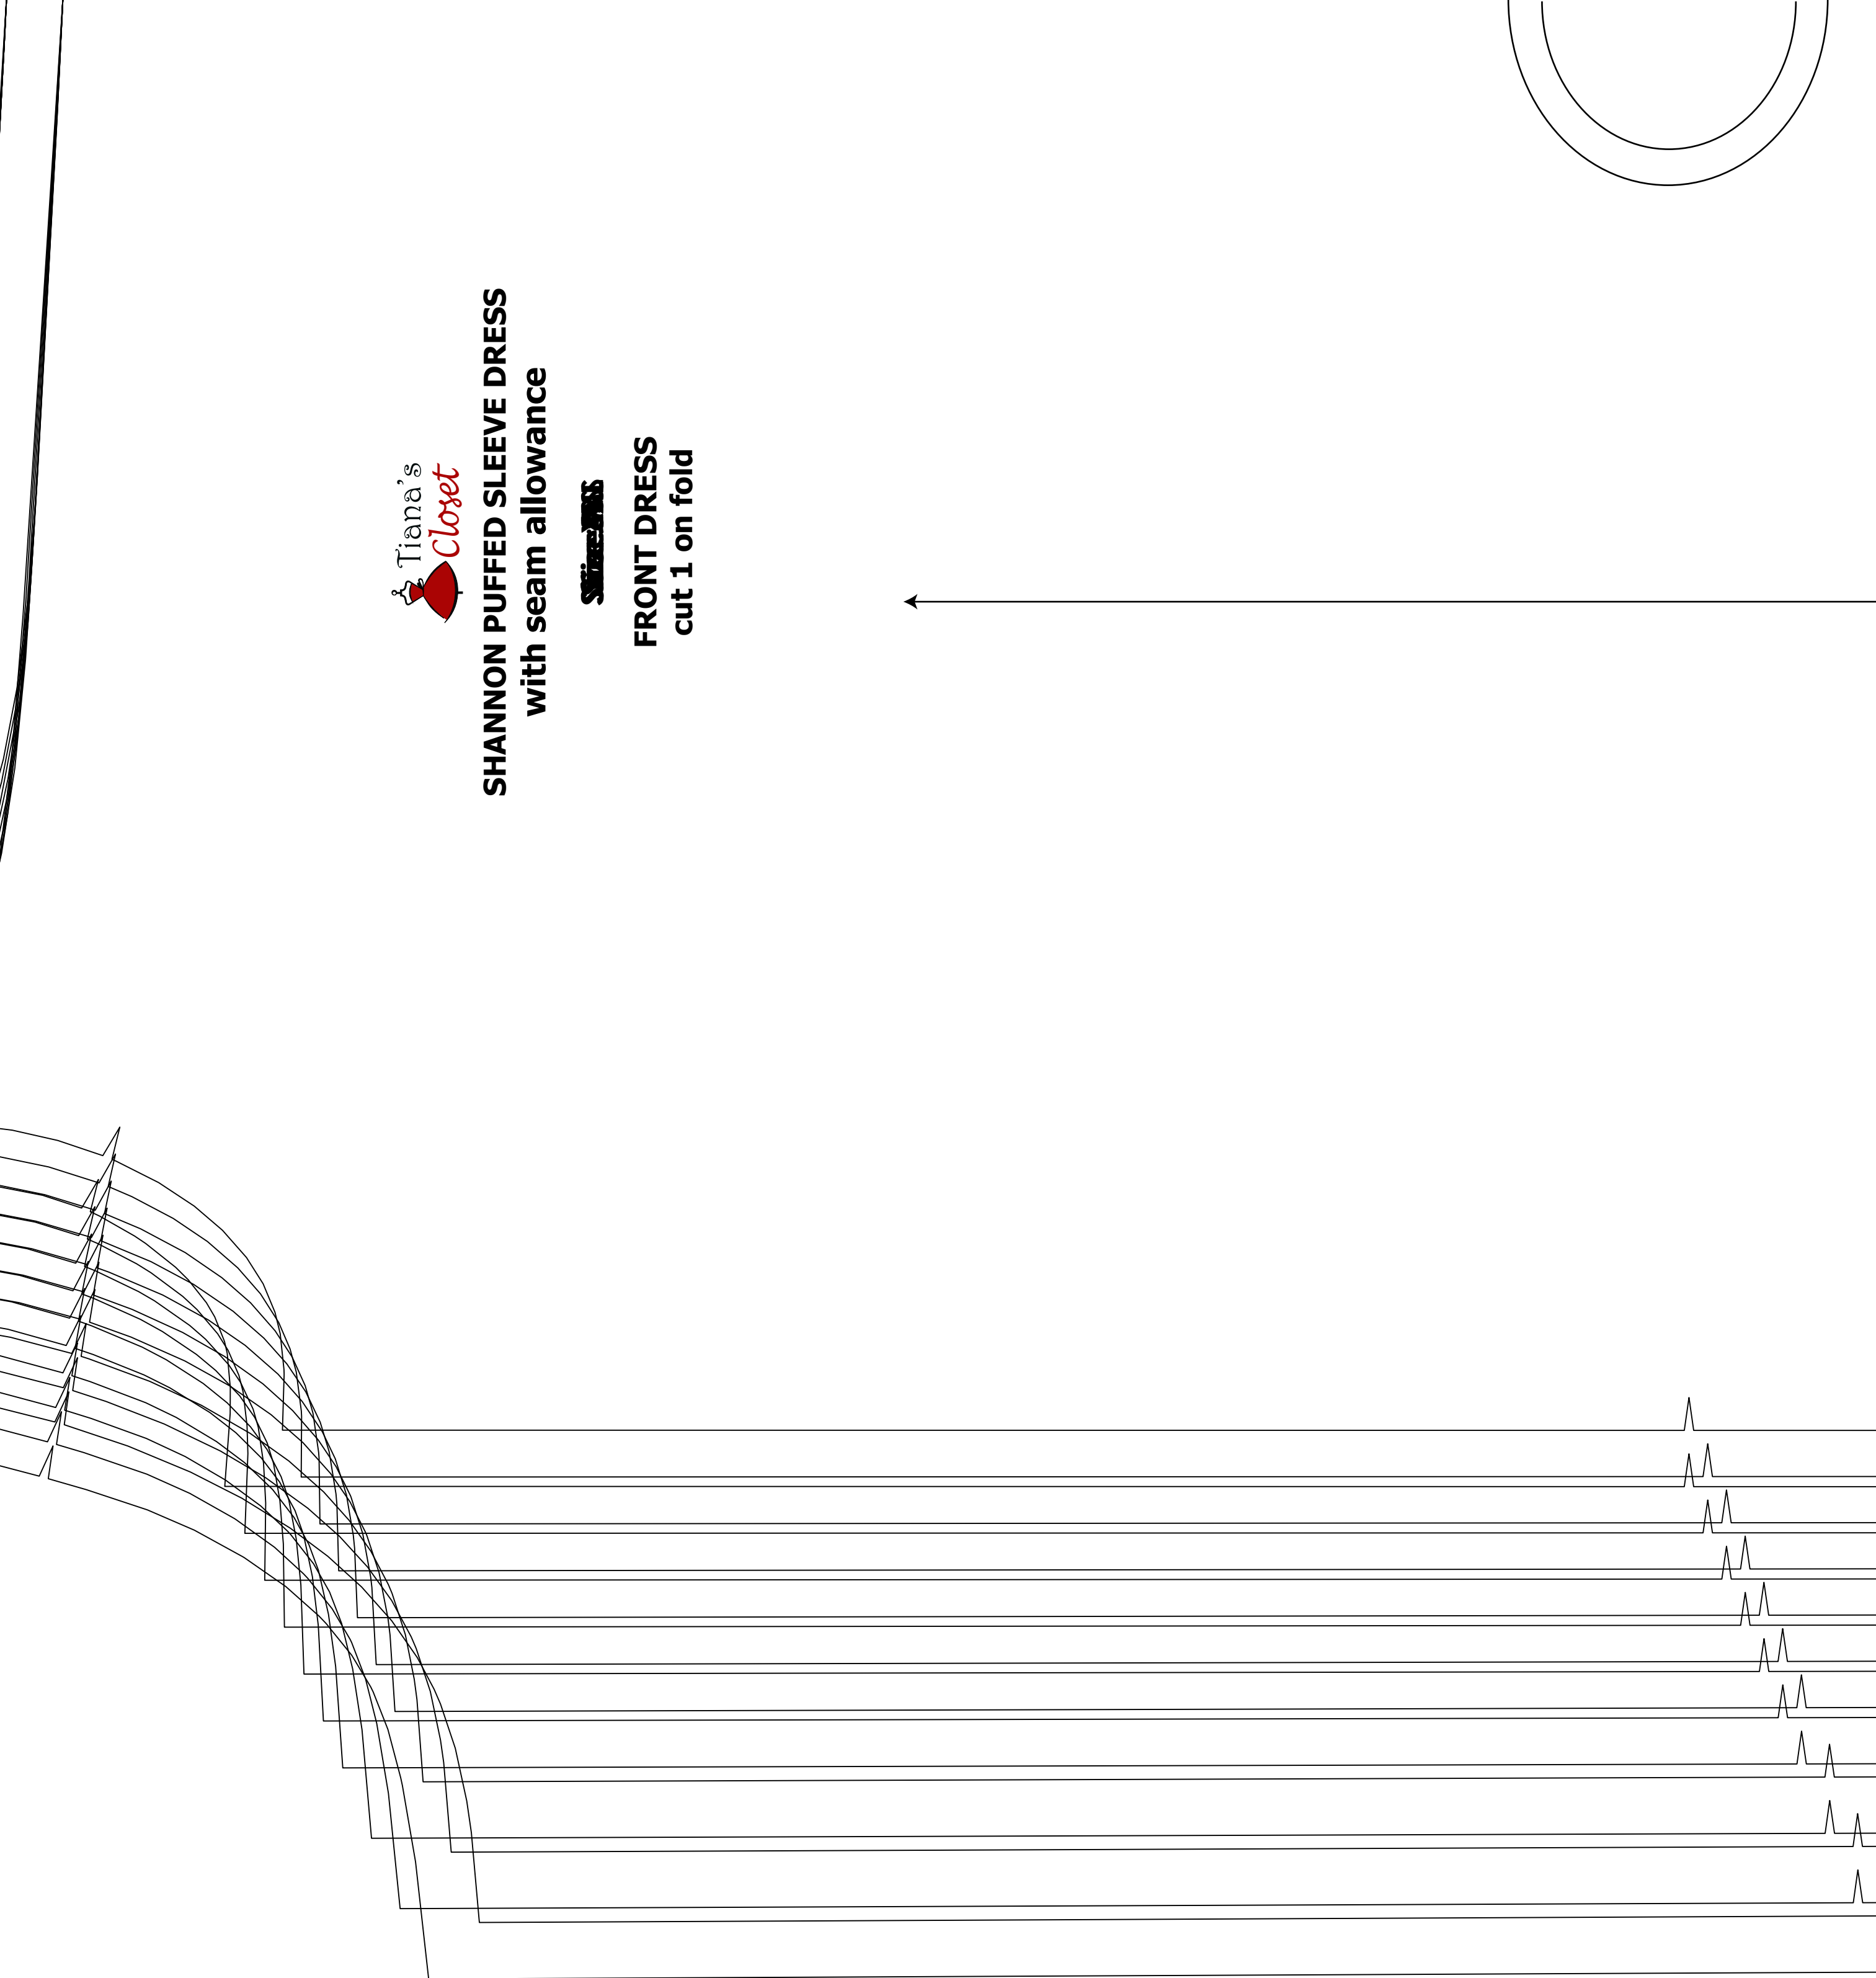 Tiana's
Closet
SHANNON PUFFED SLEEVE DRESS
with seam allowance
FRONT DRESS
cut 1 on fold